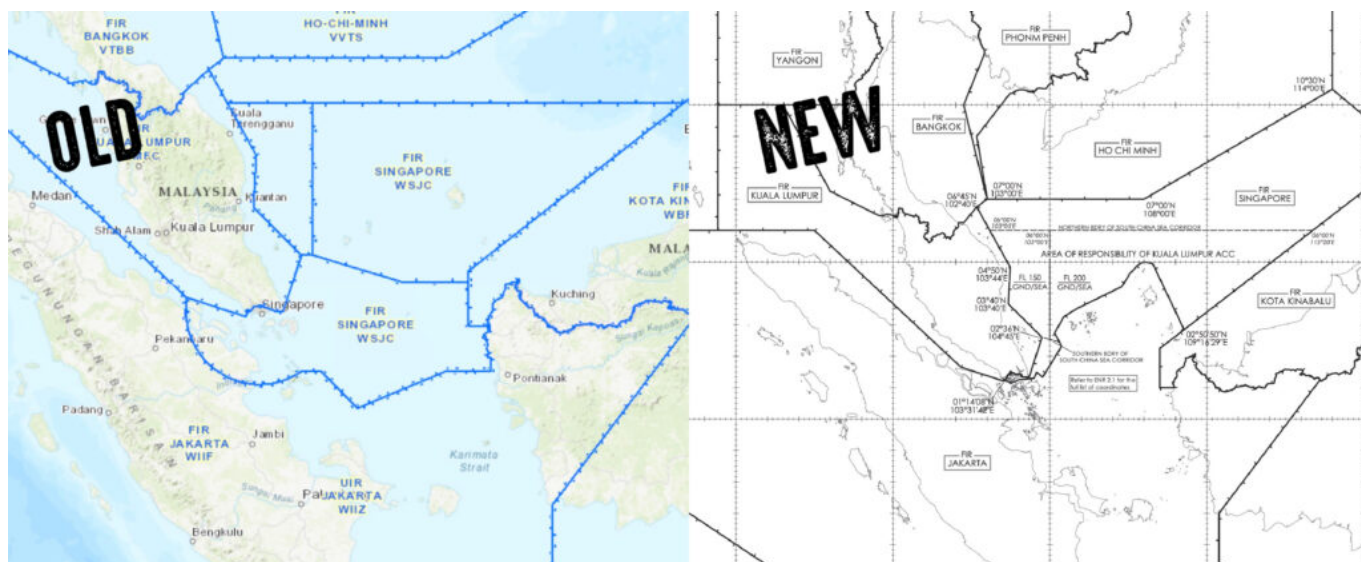 FIR
BANGKOK
VTBB
FIR
HO-CHI-MINH
VVTS
OLD
FIR
Kuala
Terengganu
FIR
SINGAPORE
WSJC
Medan
MALAYSIA
Kuantan
Pahang
FIR
KOTA KIN
MALA
Shah Alam
Kuala Lumpur
Singapore
Kuching
FIR
SINGAPORE
WSJC
Pekanbaru
Pontianak
Padang
FIR
JAKARTA
WIIF
Jambi
Karimata
Strait
UIR
JAKARTA
WIIZ
Bengkulu
NEW
FIR
YANGON
FIR
PHONM PENH
10°30'N
114°00'E
FIR
BANGKOK
FIR
HO CHI MINH
FIR
KUALA LUMPUR
06°45'N
102°40'E
07°00'N
103°00'E
07°00'N
108°00'E
FIR
SINGAPORE
NORTHERN BDRY OF SOUTH CHINA SEA CORRIDOR
AREA OF RESPONSIBILITY OF KUALA LUMPUR ACC
04°50'N
103°44'E
FL 150
GND/SEA
FL 200
GND/SEA
03°40'N
103°40'E
FIR
KOTA KINABALU
02°36'N
104°45'E
02°50'50"N
109°16'29"E
SOUTHERN BDRY OF
SOUTH CHINA SEA CORRIDOR
Refer to ENR 2.1 for the
full list of coordinates
01°14'08"N
103°31'42"E
FIR
JAKARTA